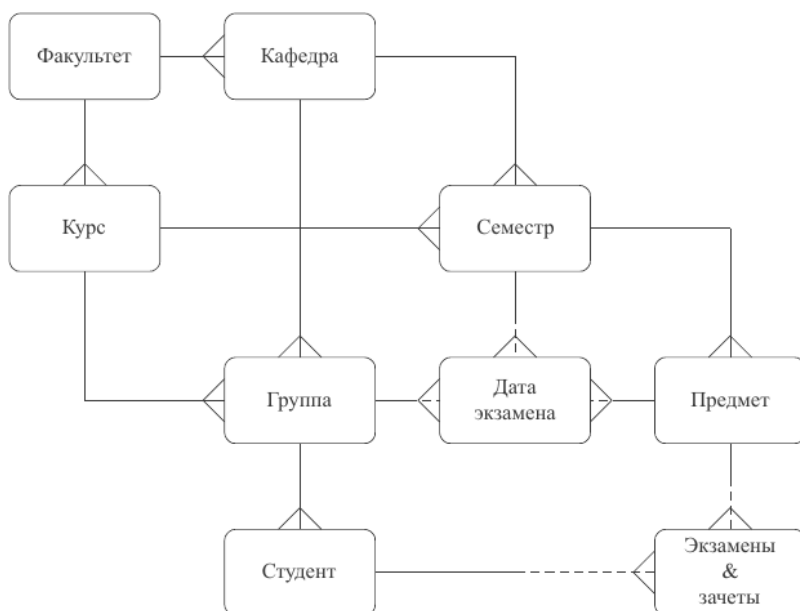 Факультет
Кафедра
Курс
Семестр
Группа
Дата
экзамена
Предмет
Студент
Экзамены
&
зачеты